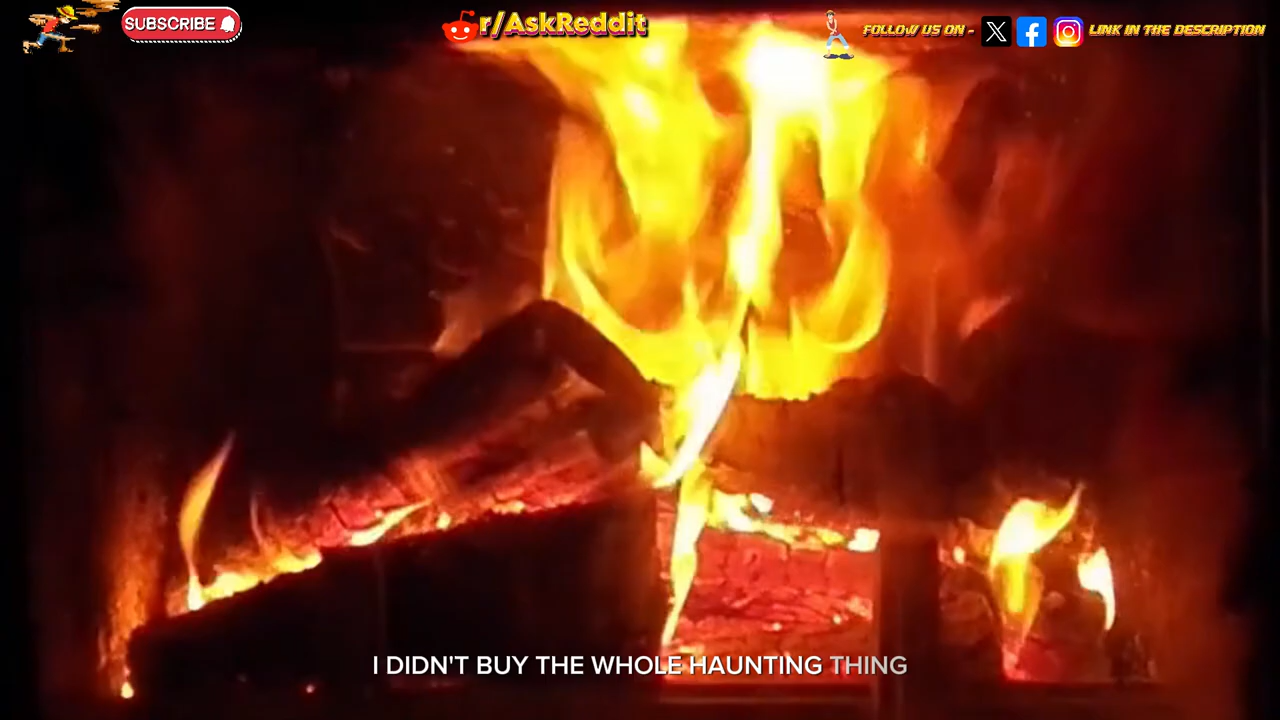 SUBSCRIBE
r/AskReddit
FOLLOW US ON -
LINK IN THE DESCRIPTION
I DIDN'T BUY THE WHOLE HAUNTING THING